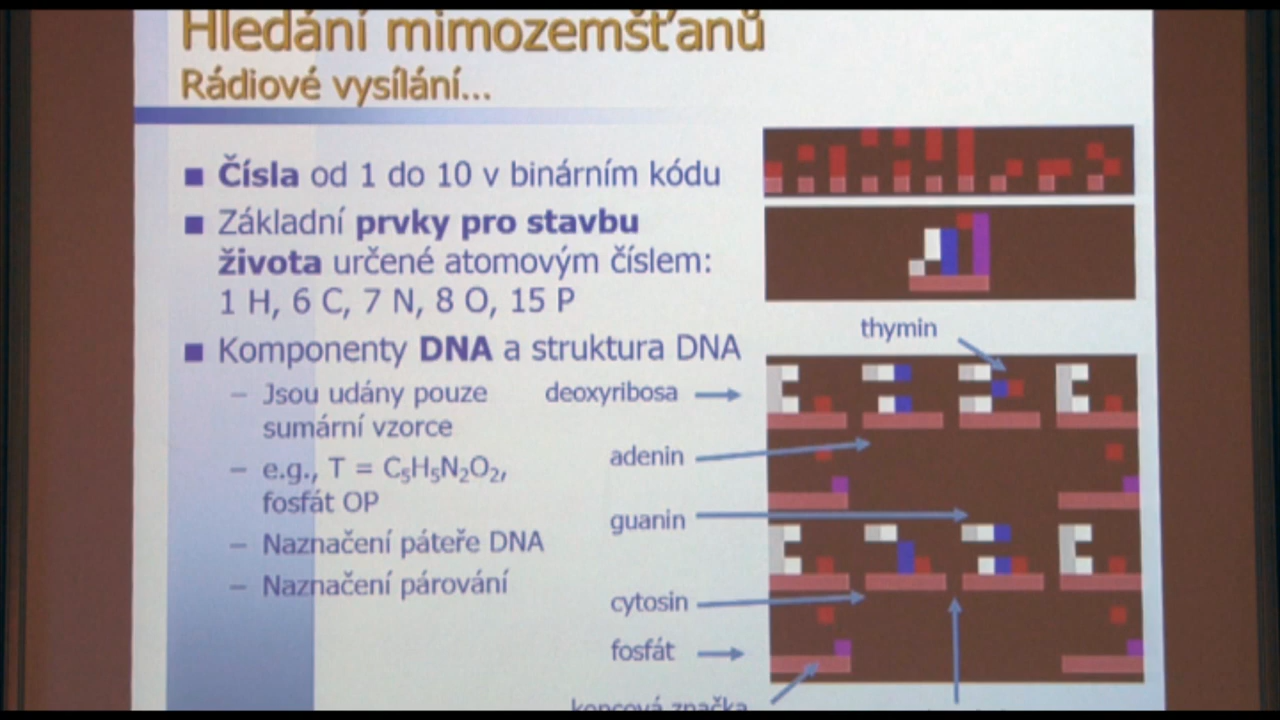 Hledání mimozemšťanů
Rádiové vysílání...
Čísla od 1 do 10 v binárním kódu
Základní prvky pro stavbu
života určené atomovým číslem:
1 H, 6 C, 7 N, 8 O, 15 P
Komponenty DNA a struktura DNA
– Jsou udány pouze
sumární vzorce
– e.g., T = C₅H₅N₂O₂,
fosfát OP
– Naznačení páteře DNA
– Naznačení párování
thymin
deoxyribosa
adenin
guanin
cytosin
fosfát
koncová značka